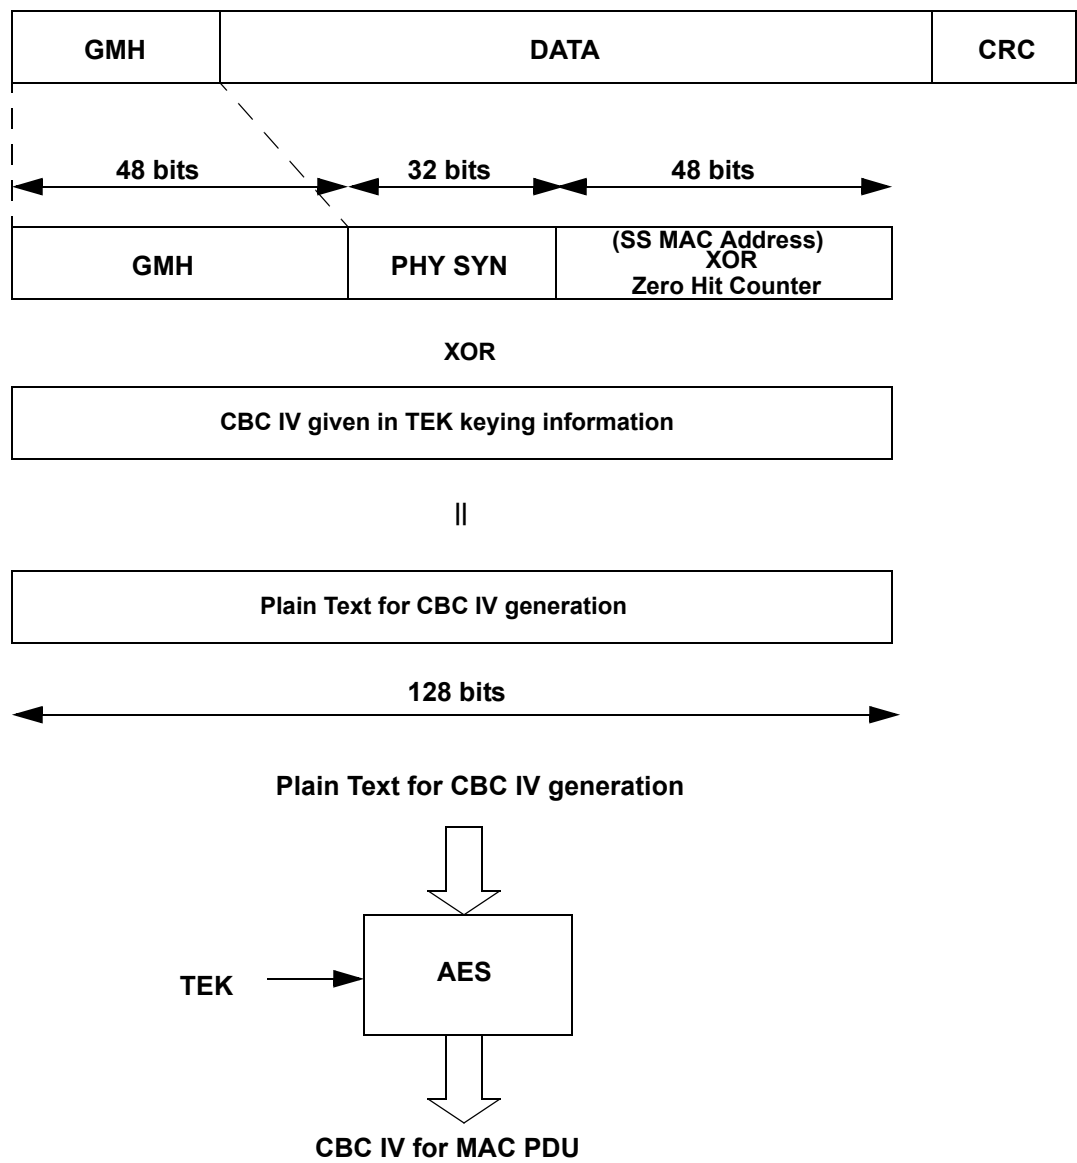 GMH DATA CRC
48 bits 32 bits 48 bits
GMH PHY SYN (SS MAC Address)
XOR
Zero Hit Counter
XOR
CBC IV given in TEK keying information
||
Plain Text for CBC IV generation
128 bits
Plain Text for CBC IV generation
TEK AES
CBC IV for MAC PDU